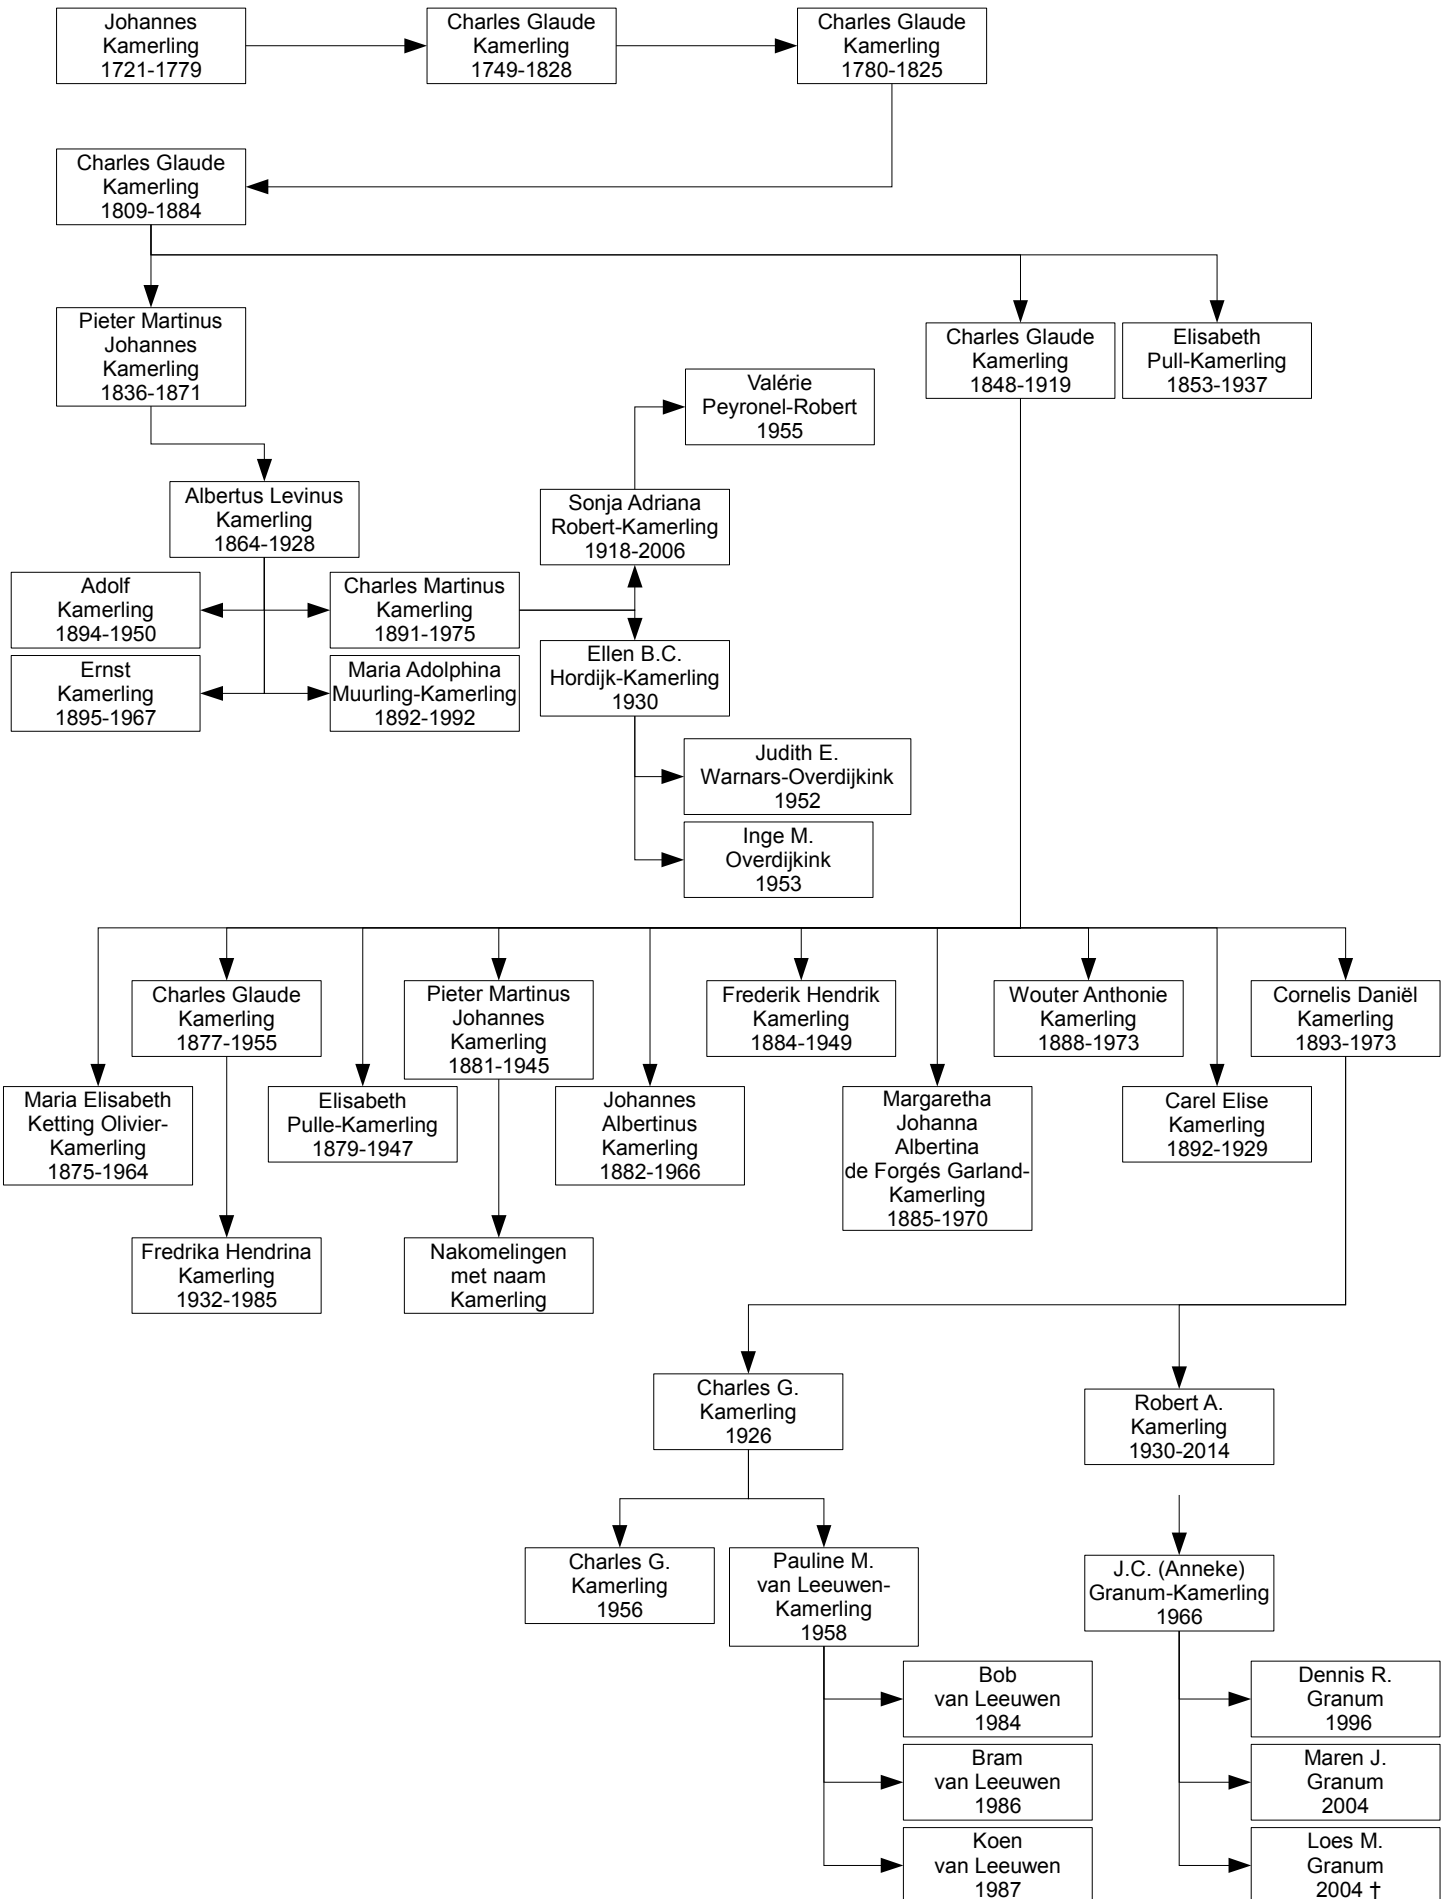 Johannes
Kamerling
1721-1779
Charles Glaude
Kamerling
1749-1828
Charles Glaude
Kamerling
1780-1825
Charles Glaude
Kamerling
1809-1884
Pieter Martinus
Johannes
Kamerling
1836-1871
Charles Glaude
Kamerling
1848-1919
Elisabeth
Pull-Kamerling
1853-1937
Valérie
Peyronel-Robert
1955
Albertus Levinus
Kamerling
1864-1928
Sonja Adriana
Robert-Kamerling
1918-2006
Adolf
Kamerling
1894-1950
Charles Martinus
Kamerling
1891-1975
Ernst
Kamerling
1895-1967
Maria Adolphina
Muurling-Kamerling
1892-1992
Ellen B.C.
Hordijk-Kamerling
1930
Judith E.
Warnars-Overdijkink
1952
Inge M.
Overdijkink
1953
Charles Glaude
Kamerling
1877-1955
Pieter Martinus
Johannes
Kamerling
1881-1945
Frederik Hendrik
Kamerling
1884-1949
Wouter Anthonie
Kamerling
1888-1973
Cornelis Daniël
Kamerling
1893-1973
Maria Elisabeth
Ketting Olivier-
Kamerling
1875-1964
Elisabeth
Pulle-Kamerling
1879-1947
Johannes
Albertinus
Kamerling
1882-1966
Margaretha
Johanna
Albertina
de Forgés Garland-
Kamerling
1885-1970
Carel Elise
Kamerling
1892-1929
Fredrika Hendrina
Kamerling
1932-1985
Nakomelingen
met naam
Kamerling
Charles G.
Kamerling
1926
Robert A.
Kamerling
1930-2014
Charles G.
Kamerling
1956
Pauline M.
van Leeuwen-
Kamerling
1958
J.C. (Anneke)
Granum-Kamerling
1966
Bob
van Leeuwen
1984
Dennis R.
Granum
1996
Bram
van Leeuwen
1986
Maren J.
Granum
2004
Koen
van Leeuwen
1987
Loes M.
Granum
2004 †